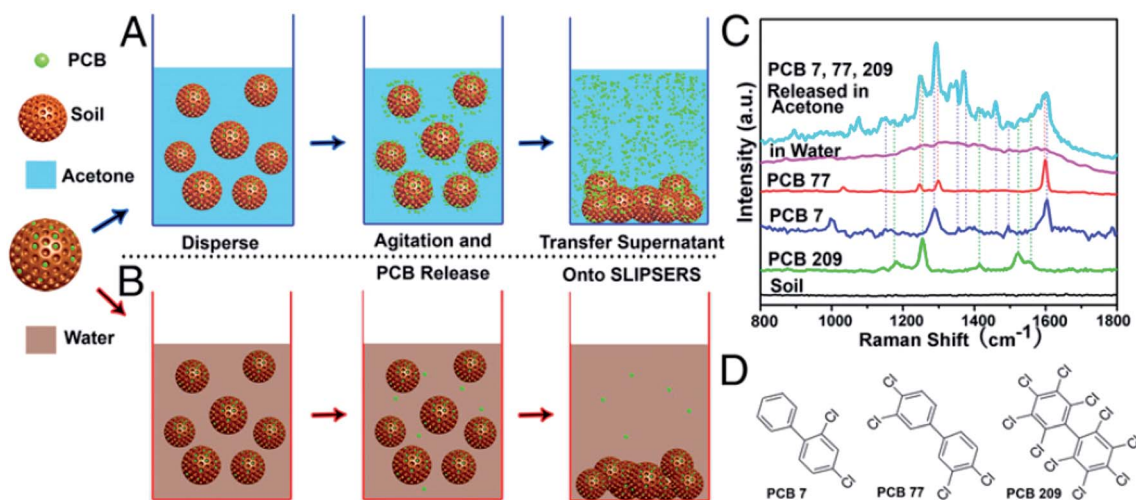 A
PCB
Soil
Acetone
Disperse
Agitation and
PCB Release
Transfer Supernatant
Onto SLIPSERS
B
Water
C
Intensity (a.u.)
PCB 7, 77, 209
Released in
Acetone
in Water
PCB 77
PCB 7
PCB 209
Soil
800 1000 1200 1400 1600 1800
Raman Shift (cm-1)
D
Cl
Cl
PCB 7
Cl
Cl
Cl
Cl
PCB 77
Cl
Cl
Cl
Cl
Cl
Cl
Cl
Cl
Cl
Cl
PCB 209